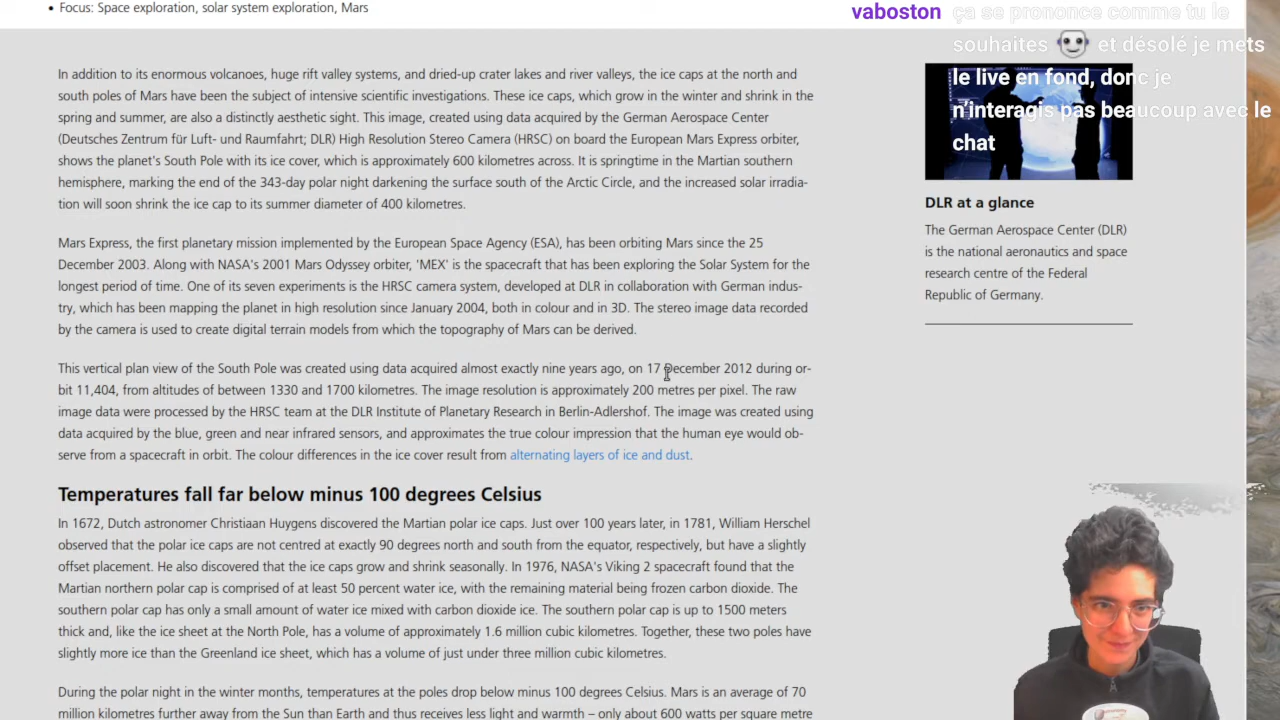 • Focus: Space exploration, solar system exploration, Mars
vaboston ça se prononce comme tu le
souhaites et désolé je mets
le live en fond, donc je
n'interagis pas beaucoup avec le
chat
In addition to its enormous volcanoes, huge rift valley systems, and dried-up crater lakes and river valleys, the ice caps at the north and
south poles of Mars have been the subject of intensive scientific investigations. These ice caps, which grow in the winter and shrink in the
spring and summer, are also a distinctly aesthetic sight. This image, created using data acquired by the German Aerospace Center
(Deutsches Zentrum für Luft- und Raumfahrt; DLR) High Resolution Stereo Camera (HRSC) on board the European Mars Express orbiter,
shows the planet's South Pole with its ice cover, which is approximately 600 kilometres across. It is springtime in the Martian southern
hemisphere, marking the end of the 343-day polar night darkening the surface south of the Arctic Circle, and the increased solar irradia-
tion will soon shrink the ice cap to its summer diameter of 400 kilometres.
Mars Express, the first planetary mission implemented by the European Space Agency (ESA), has been orbiting Mars since the 25
December 2003. Along with NASA's 2001 Mars Odyssey orbiter, 'MEX' is the spacecraft that has been exploring the Solar System for the
longest period of time. One of its seven experiments is the HRSC camera system, developed at DLR in collaboration with German indus-
try, which has been mapping the planet in high resolution since January 2004, both in colour and in 3D. The stereo image data recorded
by the camera is used to create digital terrain models from which the topography of Mars can be derived.
This vertical plan view of the South Pole was created using data acquired almost exactly nine years ago, on 17 December 2012 during or-
bit 11,404, from altitudes of between 1330 and 1700 kilometres. The image resolution is approximately 200 metres per pixel. The raw
image data were processed by the HRSC team at the DLR Institute of Planetary Research in Berlin-Adlershof. The image was created using
data acquired by the blue, green and near infrared sensors, and approximates the true colour impression that the human eye would ob-
serve from a spacecraft in orbit. The colour differences in the ice cover result from alternating layers of ice and dust.
Temperatures fall far below minus 100 degrees Celsius
In 1672, Dutch astronomer Christiaan Huygens discovered the Martian polar ice caps. Just over 100 years later, in 1781, William Herschel
observed that the polar ice caps are not centred at exactly 90 degrees north and south from the equator, respectively, but have a slightly
offset placement. He also discovered that the ice caps grow and shrink seasonally. In 1976, NASA's Viking 2 spacecraft found that the
Martian northern polar cap is comprised of at least 50 percent water ice, with the remaining material being frozen carbon dioxide. The
southern polar cap has only a small amount of water ice mixed with carbon dioxide ice. The southern polar cap is up to 1500 meters
thick and, like the ice sheet at the North Pole, has a volume of approximately 1.6 million cubic kilometres. Together, these two poles have
slightly more ice than the Greenland ice sheet, which has a volume of just under three million cubic kilometres.
During the polar night in the winter months, temperatures at the poles drop below minus 100 degrees Celsius. Mars is an average of 70
million kilometres further away from the Sun than Earth and thus receives less light and warmth – only about 600 watts per square metre
DLR at a glance
The German Aerospace Center (DLR)
is the national aeronautics and space
research centre of the Federal
Republic of Germany.